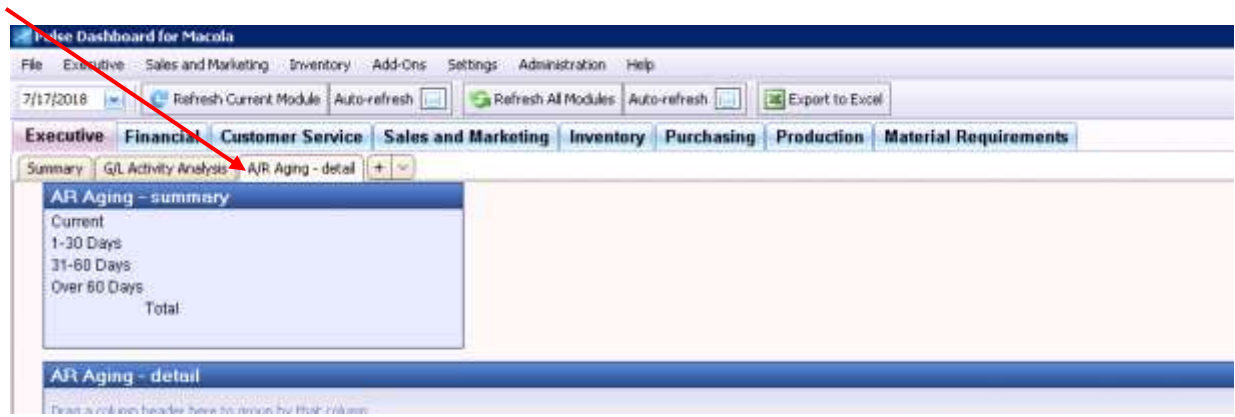 Pulse Dashboard for Macola
File Executive Sales and Marketing Inventory Add-Ons Settings Administration Help
7/17/2018 Refresh Current Module Auto-refresh Refresh All Modules Auto-refresh Export to Excel
Executive Financial Customer Service Sales and Marketing Inventory Purchasing Production Material Requirements
Summary G/L Activity Analysis A/R Aging - detail +
AR Aging - summary
Current
1-30 Days
31-60 Days
Over 60 Days
Total
AR Aging - detail
Drag a column header here to group by that column